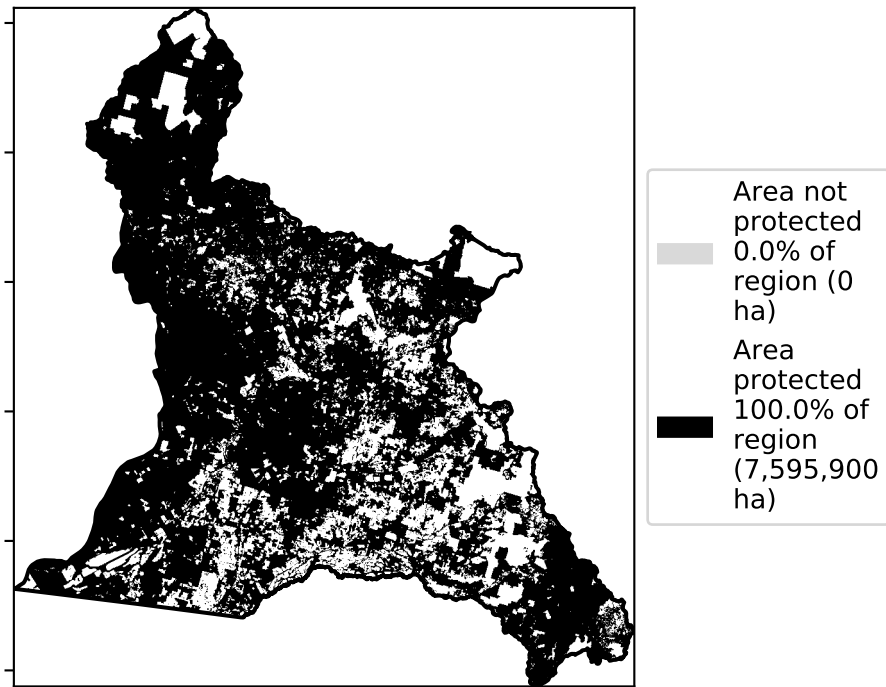 Area not
protected
0.0% of
region (0
ha)
Area
protected
100.0% of
region
(7,595,900
ha)